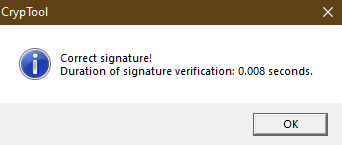 CrypTool
Correct signature!
Duration of signature verification: 0.008 seconds.
OK